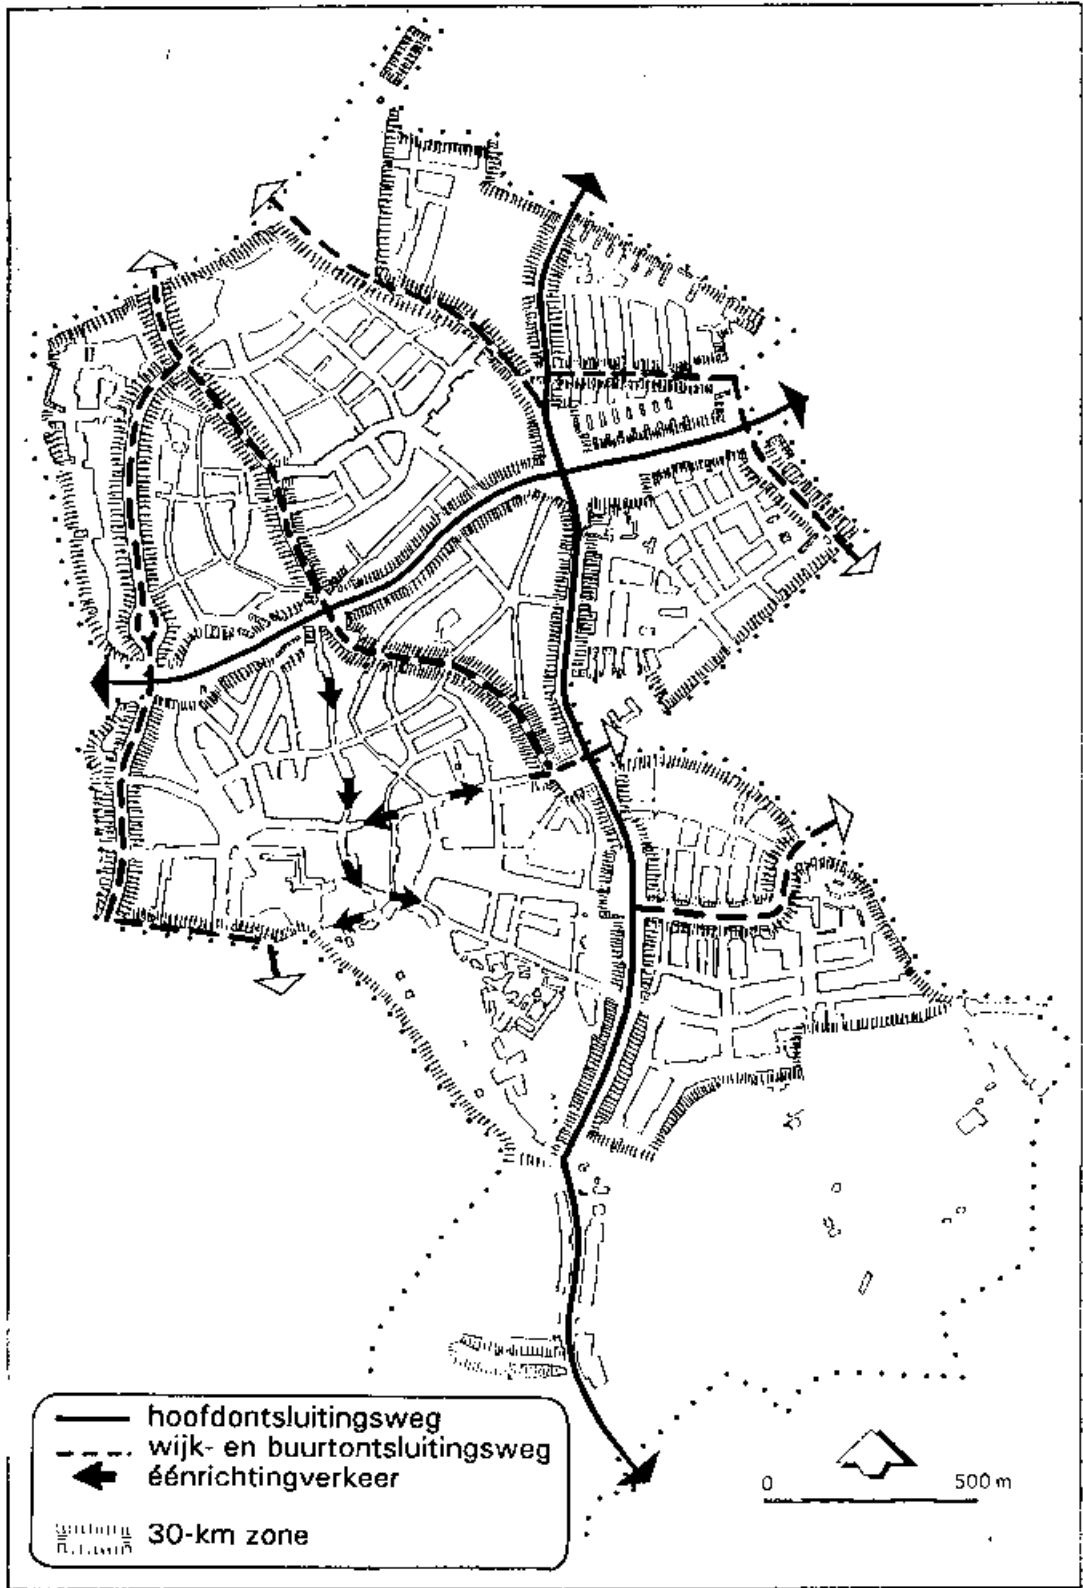 hoofdontsluitingsweg
wijk- en buurtontsluitingsweg
éénrichtingverkeer
30-km zone
0 500 m